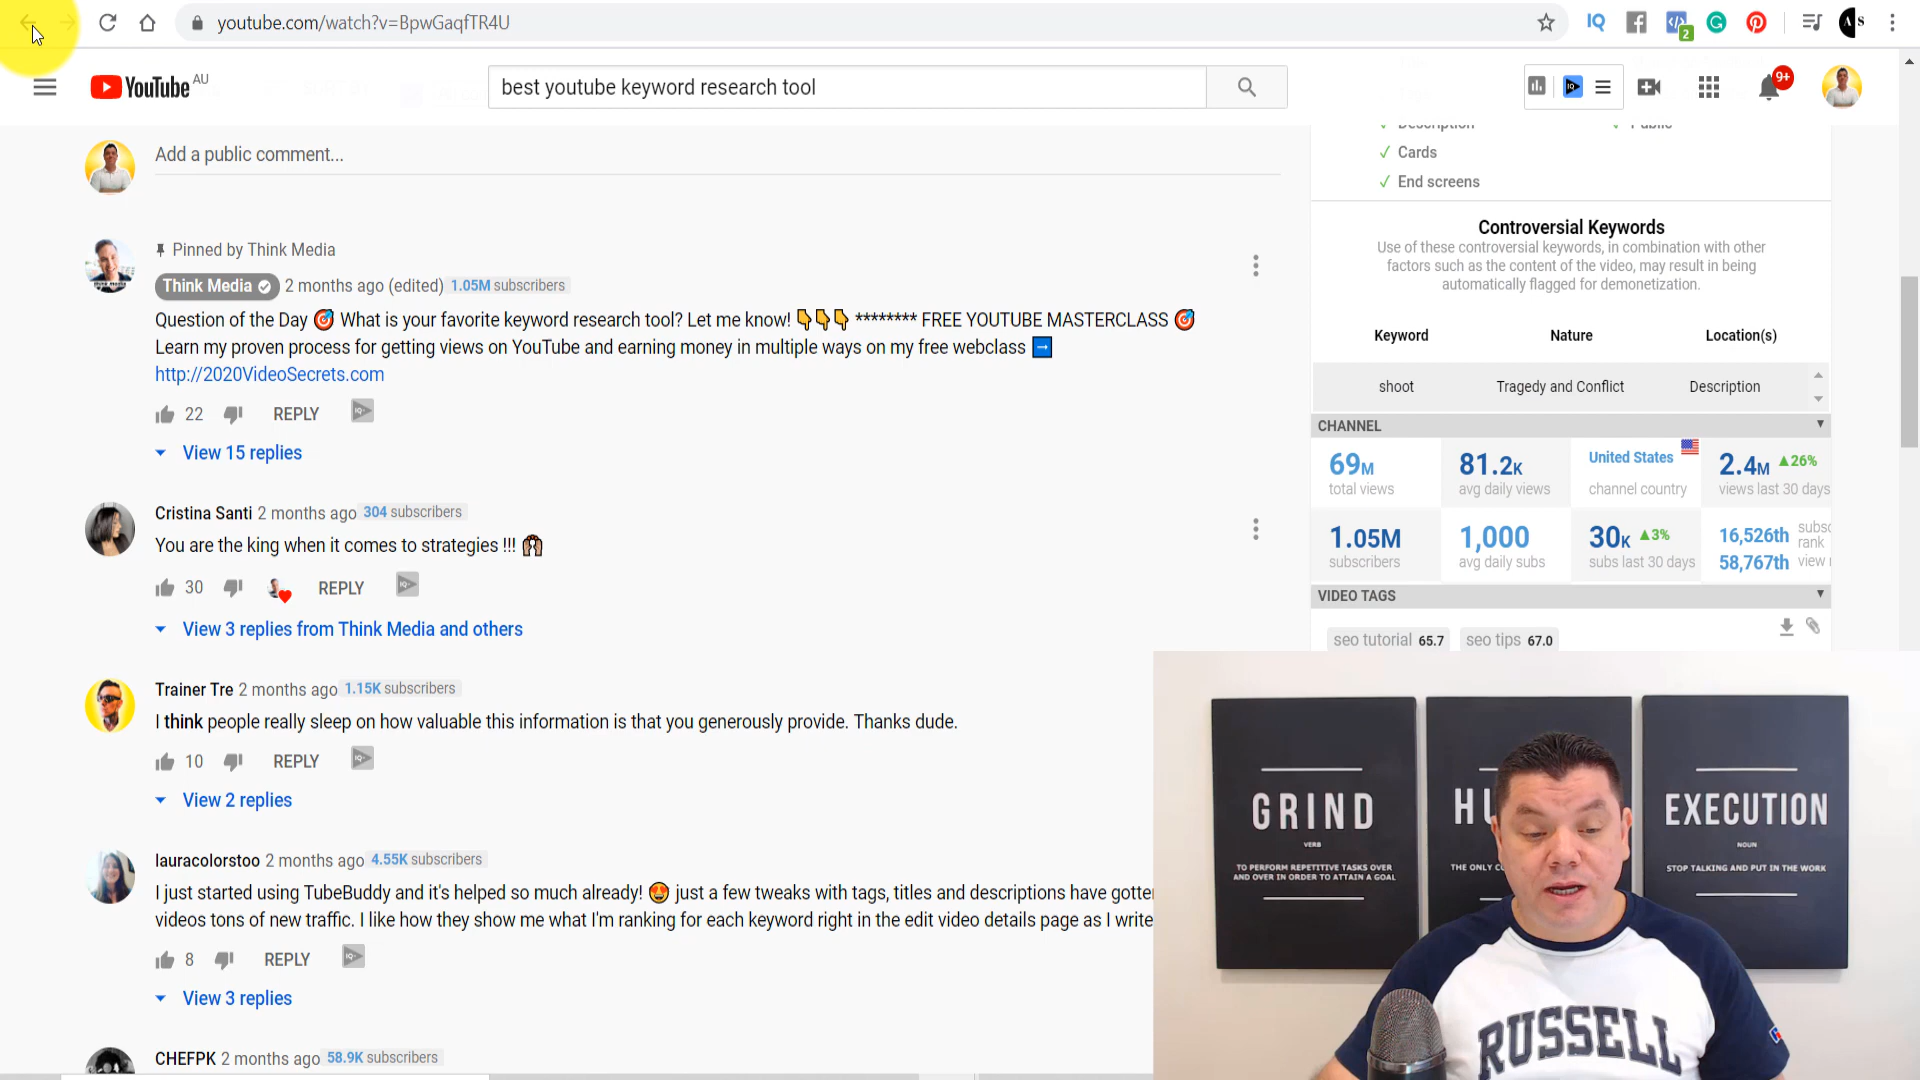 youtube.com/watch?v=BpwGaqfTR4U
2
YouTube AU
best youtube keyword research tool
9+
Description
Public
Cards
End screens
Add a public comment...
Controversial Keywords
Use of these controversial keywords, in combination with other
factors such as the content of the video, may result in being
automatically flagged for demonetization.
Keyword Nature Location(s)
shoot Tragedy and Conflict Description
Pinned by Think Media
Think Media 2 months ago (edited) 1.05M subscribers
Question of the Day 🎯 What is your favorite keyword research tool? Let me know! 👇👇👇 ******** FREE YOUTUBE MASTERCLASS 🎯
Learn my proven process for getting views on YouTube and earning money in multiple ways on my free webclass ➡
http://2020VideoSecrets.com
22 REPLY
View 15 replies
CHANNEL
69M 81.2K United States 2.4M ▲26%
total views avg daily views channel country views last 30 days
1.05M 1,000 30K ▲3% 16,526th subsc rank
subscribers avg daily subs subs last 30 days 58,767th view r
VIDEO TAGS
seo tutorial 65.7 seo tips 67.0
Cristina Santi 2 months ago 304 subscribers
You are the king when it comes to strategies !!!
30 REPLY
View 3 replies from Think Media and others
Trainer Tre 2 months ago 1.15K subscribers
I think people really sleep on how valuable this information is that you generously provide. Thanks dude.
10 REPLY
View 2 replies
lauracolorstoo 2 months ago 4.55K subscribers
I just started using TubeBuddy and it's helped so much already! 😍 just a few tweaks with tags, titles and descriptions have gotten
videos tons of new traffic. I like how they show me what I'm ranking for each keyword right in the edit video details page as I write
8 REPLY
View 3 replies
CHEFPK 2 months ago 58.9K subscribers
GRIND
VERB
TO PERFORM REPETITIVE TASKS OVER
AND OVER IN ORDER TO ATTAIN A GOAL
HU
THE ONLY CO
EXECUTION
NOUN
STOP TALKING AND PUT IN THE WORK
RUSSELL